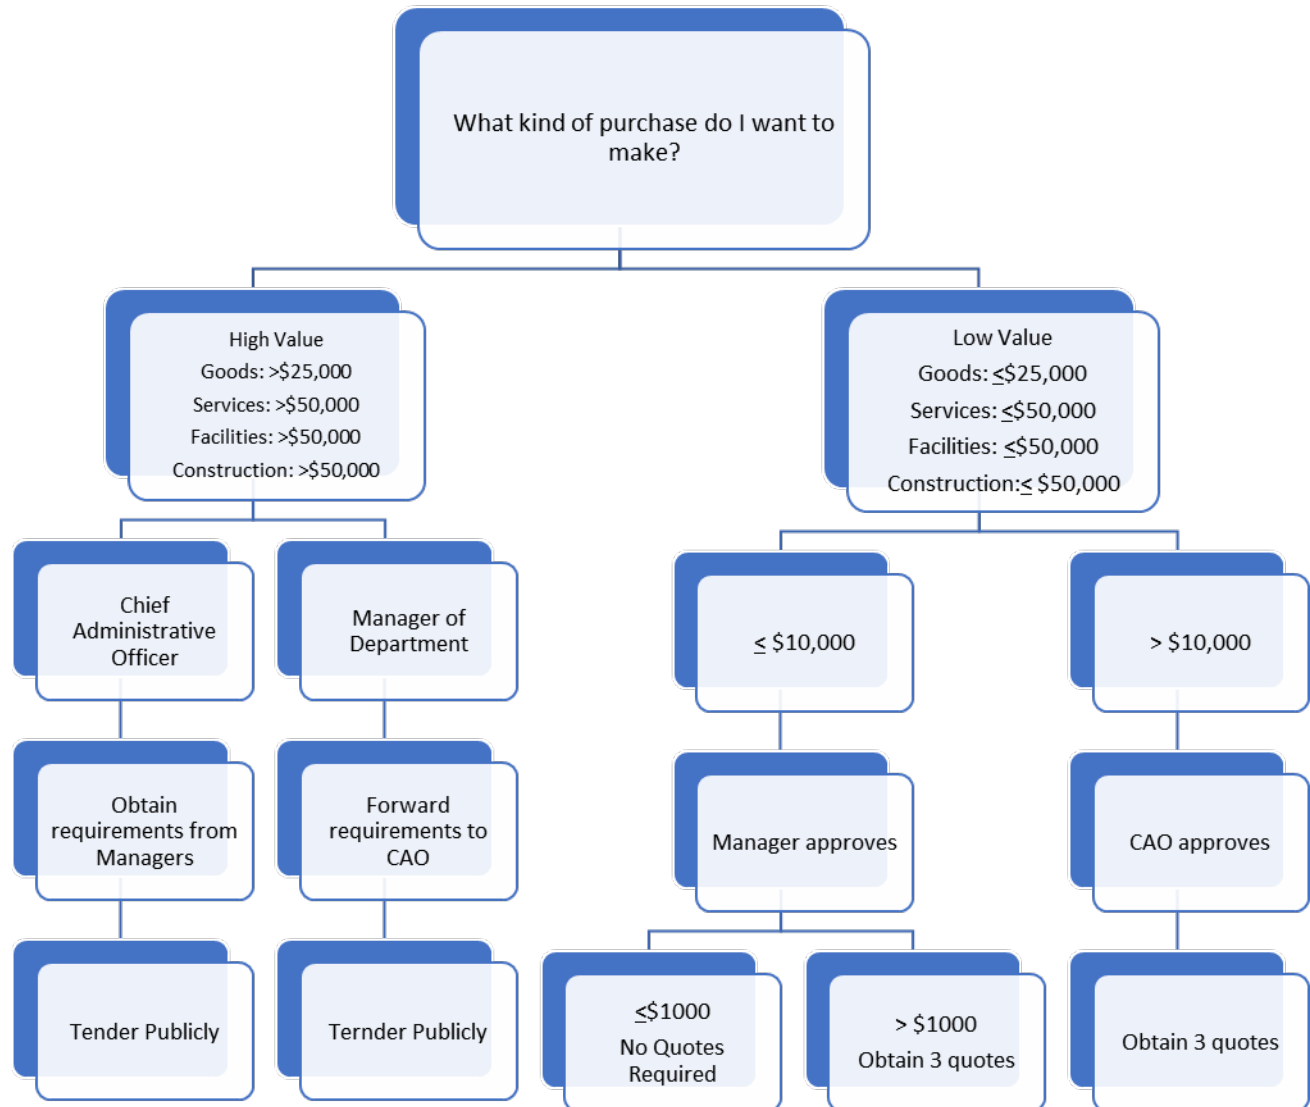 What kind of purchase do I want to
make?
High Value
Goods: >$25,000
Services: >$50,000
Facilities: >$50,000
Construction: >$50,000
Low Value
Goods: ≤$25,000
Services: ≤$50,000
Facilities: ≤$50,000
Construction:≤ $50,000
Chief
Administrative
Officer
Manager of
Department
≤ $10,000
> $10,000
Obtain
requirements from
Managers
Forward
requirements to
CAO
Manager approves
CAO approves
Tender Publicly
Ternder Publicly
≤$1000
No Quotes
Required
> $1000
Obtain 3 quotes
Obtain 3 quotes